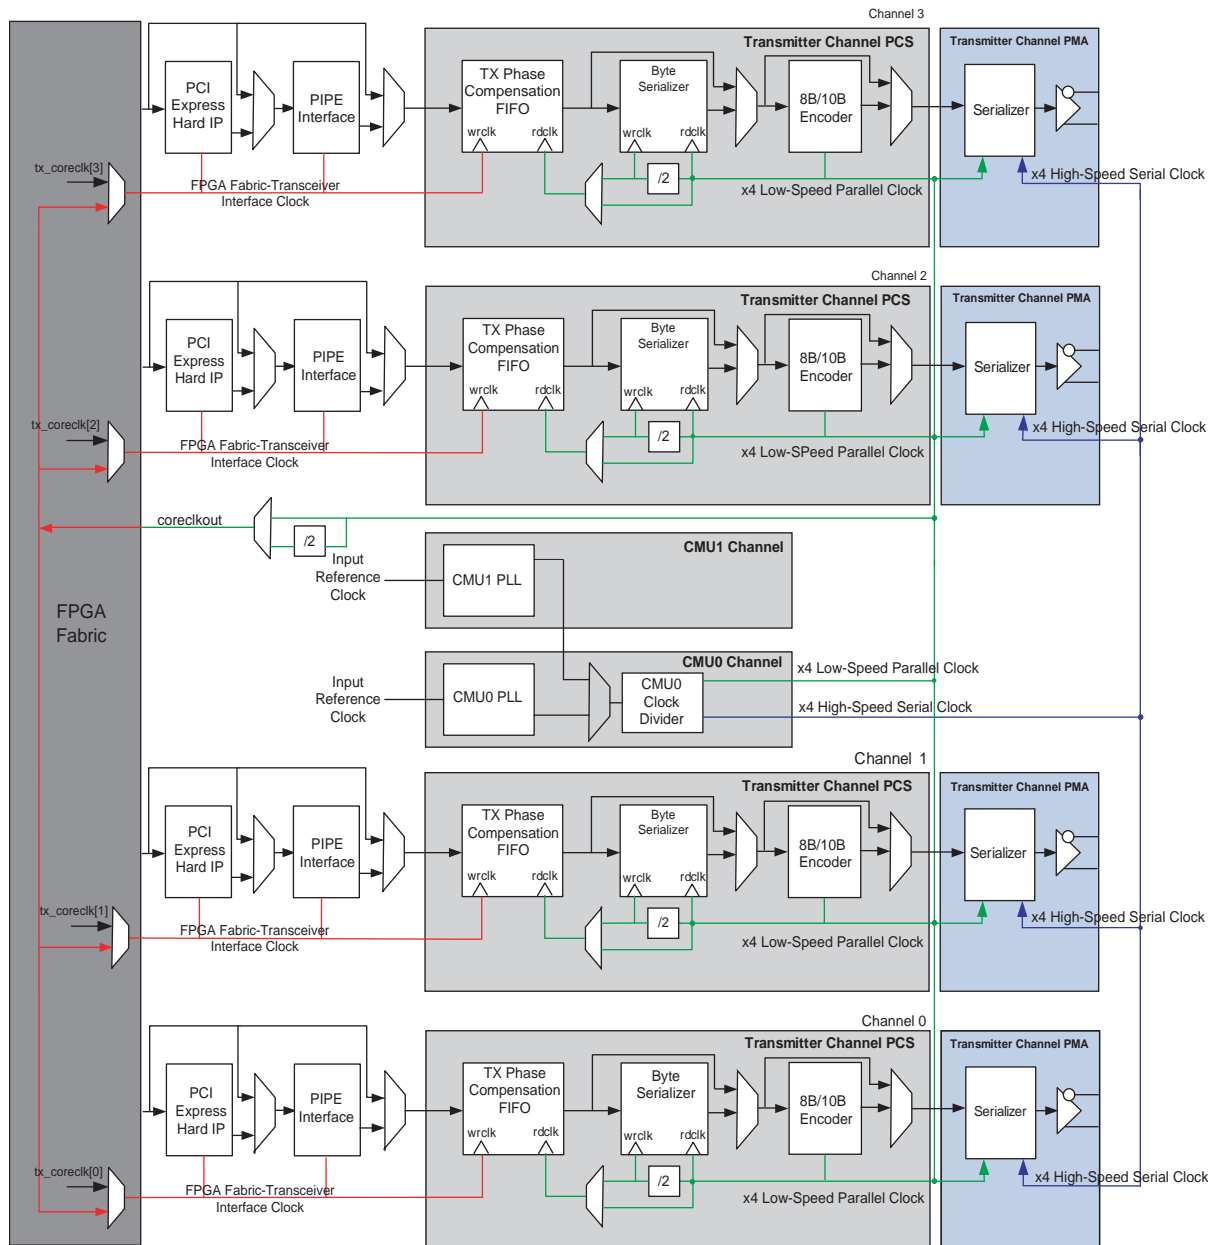 Channel 3
Transmitter Channel PCS
Transmitter Channel PMA
PCI
Express
Hard IP
PIPE
Interface
TX Phase
Compensation
FIFO
wrclk
rdclk
Byte
Serializer
wrclk
rdclk
/2
8B/10B
Encoder
Serializer
tx_coreclk[3]
FPGA Fabric-Transceiver
Interface Clock
x4 Low-Speed Parallel Clock
x4 High-Speed Serial Clock
Channel 2
Transmitter Channel PCS
Transmitter Channel PMA
PCI
Express
Hard IP
PIPE
Interface
TX Phase
Compensation
FIFO
wrclk
rdclk
Byte
Serializer
wrclk
rdclk
/2
8B/10B
Encoder
Serializer
tx_coreclk[2]
FPGA Fabric-Transceiver
Interface Clock
x4 Low-SPeed Parallel Clock
x4 High-Speed Serial Clock
coreclkout
/2
FPGA
Fabric
Input
Reference
Clock
CMU1 PLL
CMU1 Channel
Input
Reference
Clock
CMU0 PLL
CMU0 Channel
CMU0
Clock
Divider
x4 Low-Speed Parallel Clock
x4 High-Speed Serial Clock
Channel 1
Transmitter Channel PCS
Transmitter Channel PMA
PCI
Express
Hard IP
PIPE
Interface
TX Phase
Compensation
FIFO
wrclk
rdclk
Byte
Serializer
wrclk
rdclk
/2
8B/10B
Encoder
Serializer
tx_coreclk[1]
FPGA Fabric-Transceiver
Interface Clock
x4 Low-Speed Parallel Clock
x4 High-Speed Serial Clock
Channel 0
Transmitter Channel PCS
Transmitter Channel PMA
PCI
Express
Hard IP
PIPE
Interface
TX Phase
Compensation
FIFO
wrclk
rdclk
Byte
Serializer
wrclk
rdclk
/2
8B/10B
Encoder
Serializer
tx_coreclk[0]
FPGA Fabric-Transceiver
Interface Clock
x4 Low-Speed Parallel Clock
x4 High-Speed Serial Clock